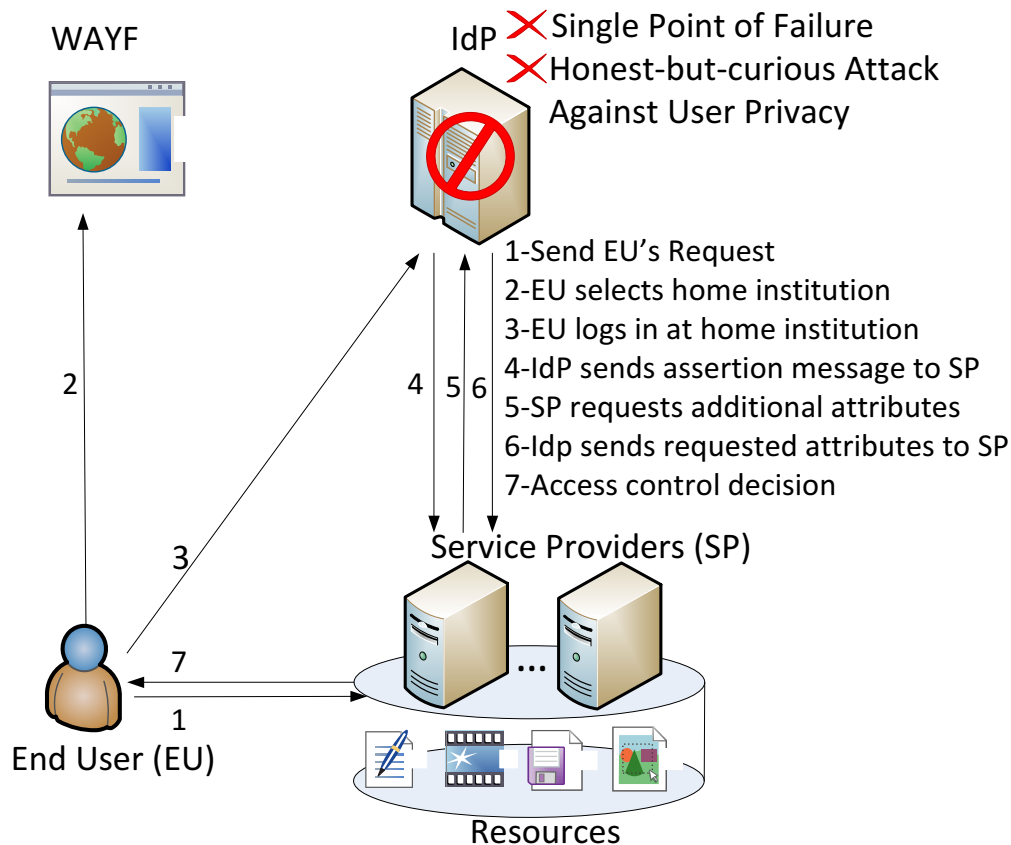 WAYF
IdP
Single Point of Failure
Honest-but-curious Attack
Against User Privacy
1-Send EU’s Request
2-EU selects home institution
3-EU logs in at home institution
4-IdP sends assertion message to SP
5-SP requests additional attributes
6-Idp sends requested attributes to SP
7-Access control decision
2
4
5
6
3
Service Providers (SP)
7
...
1
End User (EU)
Resources